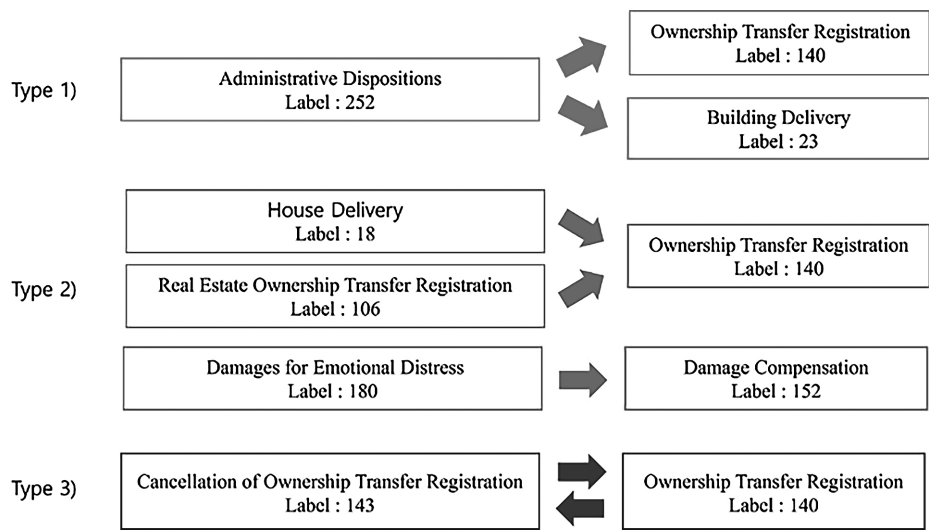 Type 1)
Administrative Dispositions
Label : 252
Ownership Transfer Registration
Label : 140
Building Delivery
Label : 23
Type 2)
House Delivery
Label : 18
Real Estate Ownership Transfer Registration
Label : 106
Ownership Transfer Registration
Label : 140
Damages for Emotional Distress
Label : 180
Damage Compensation
Label : 152
Type 3)
Cancellation of Ownership Transfer Registration
Label : 143
Ownership Transfer Registration
Label : 140